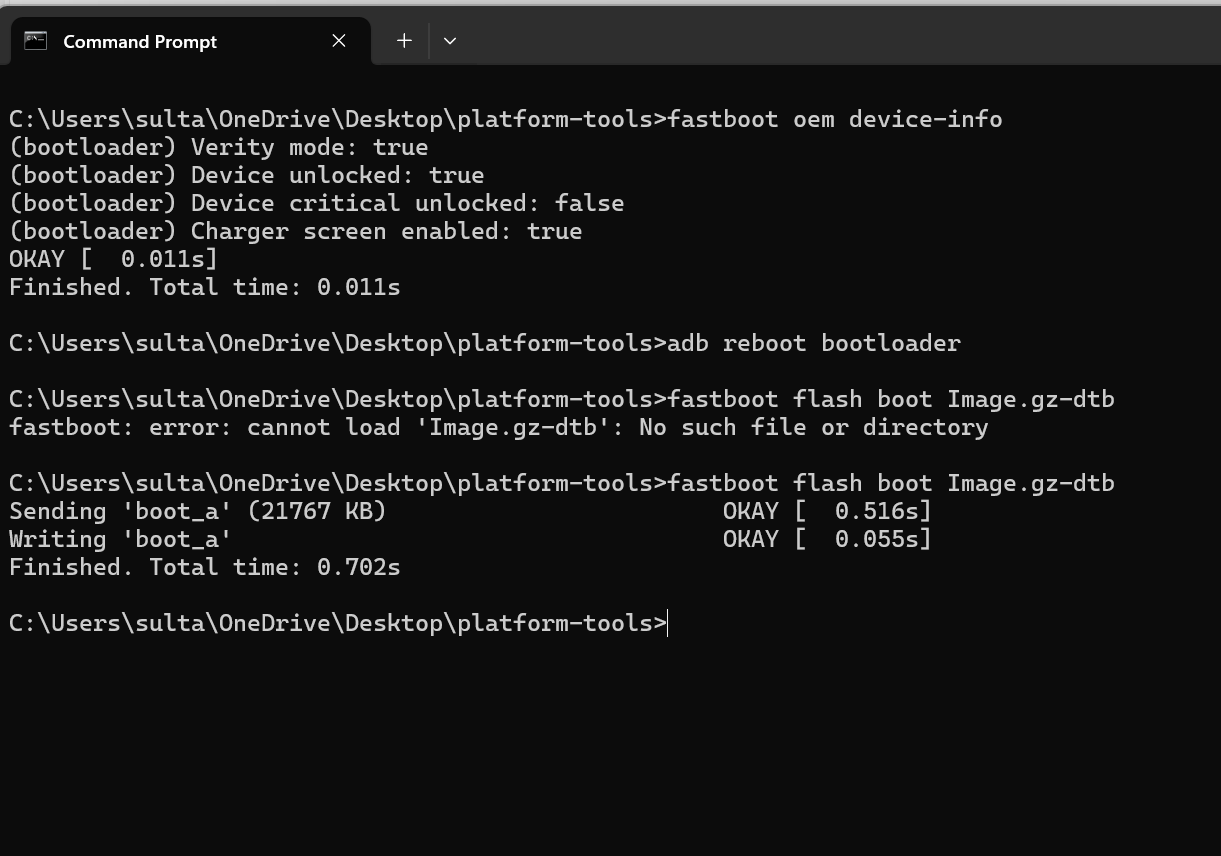 Command Prompt
C:\Users\sulta\OneDrive\Desktop\platform-tools>fastboot oem device-info
(bootloader) Verity mode: true
(bootloader) Device unlocked: true
(bootloader) Device critical unlocked: false
(bootloader) Charger screen enabled: true
OKAY [  0.011s]
Finished. Total time: 0.011s
C:\Users\sulta\OneDrive\Desktop\platform-tools>adb reboot bootloader
C:\Users\sulta\OneDrive\Desktop\platform-tools>fastboot flash boot Image.gz-dtb
fastboot: error: cannot load 'Image.gz-dtb': No such file or directory
C:\Users\sulta\OneDrive\Desktop\platform-tools>fastboot flash boot Image.gz-dtb
Sending 'boot_a' (21767 KB)                        OKAY [  0.516s]
Writing 'boot_a'                                   OKAY [  0.055s]
Finished. Total time: 0.702s
C:\Users\sulta\OneDrive\Desktop\platform-tools>